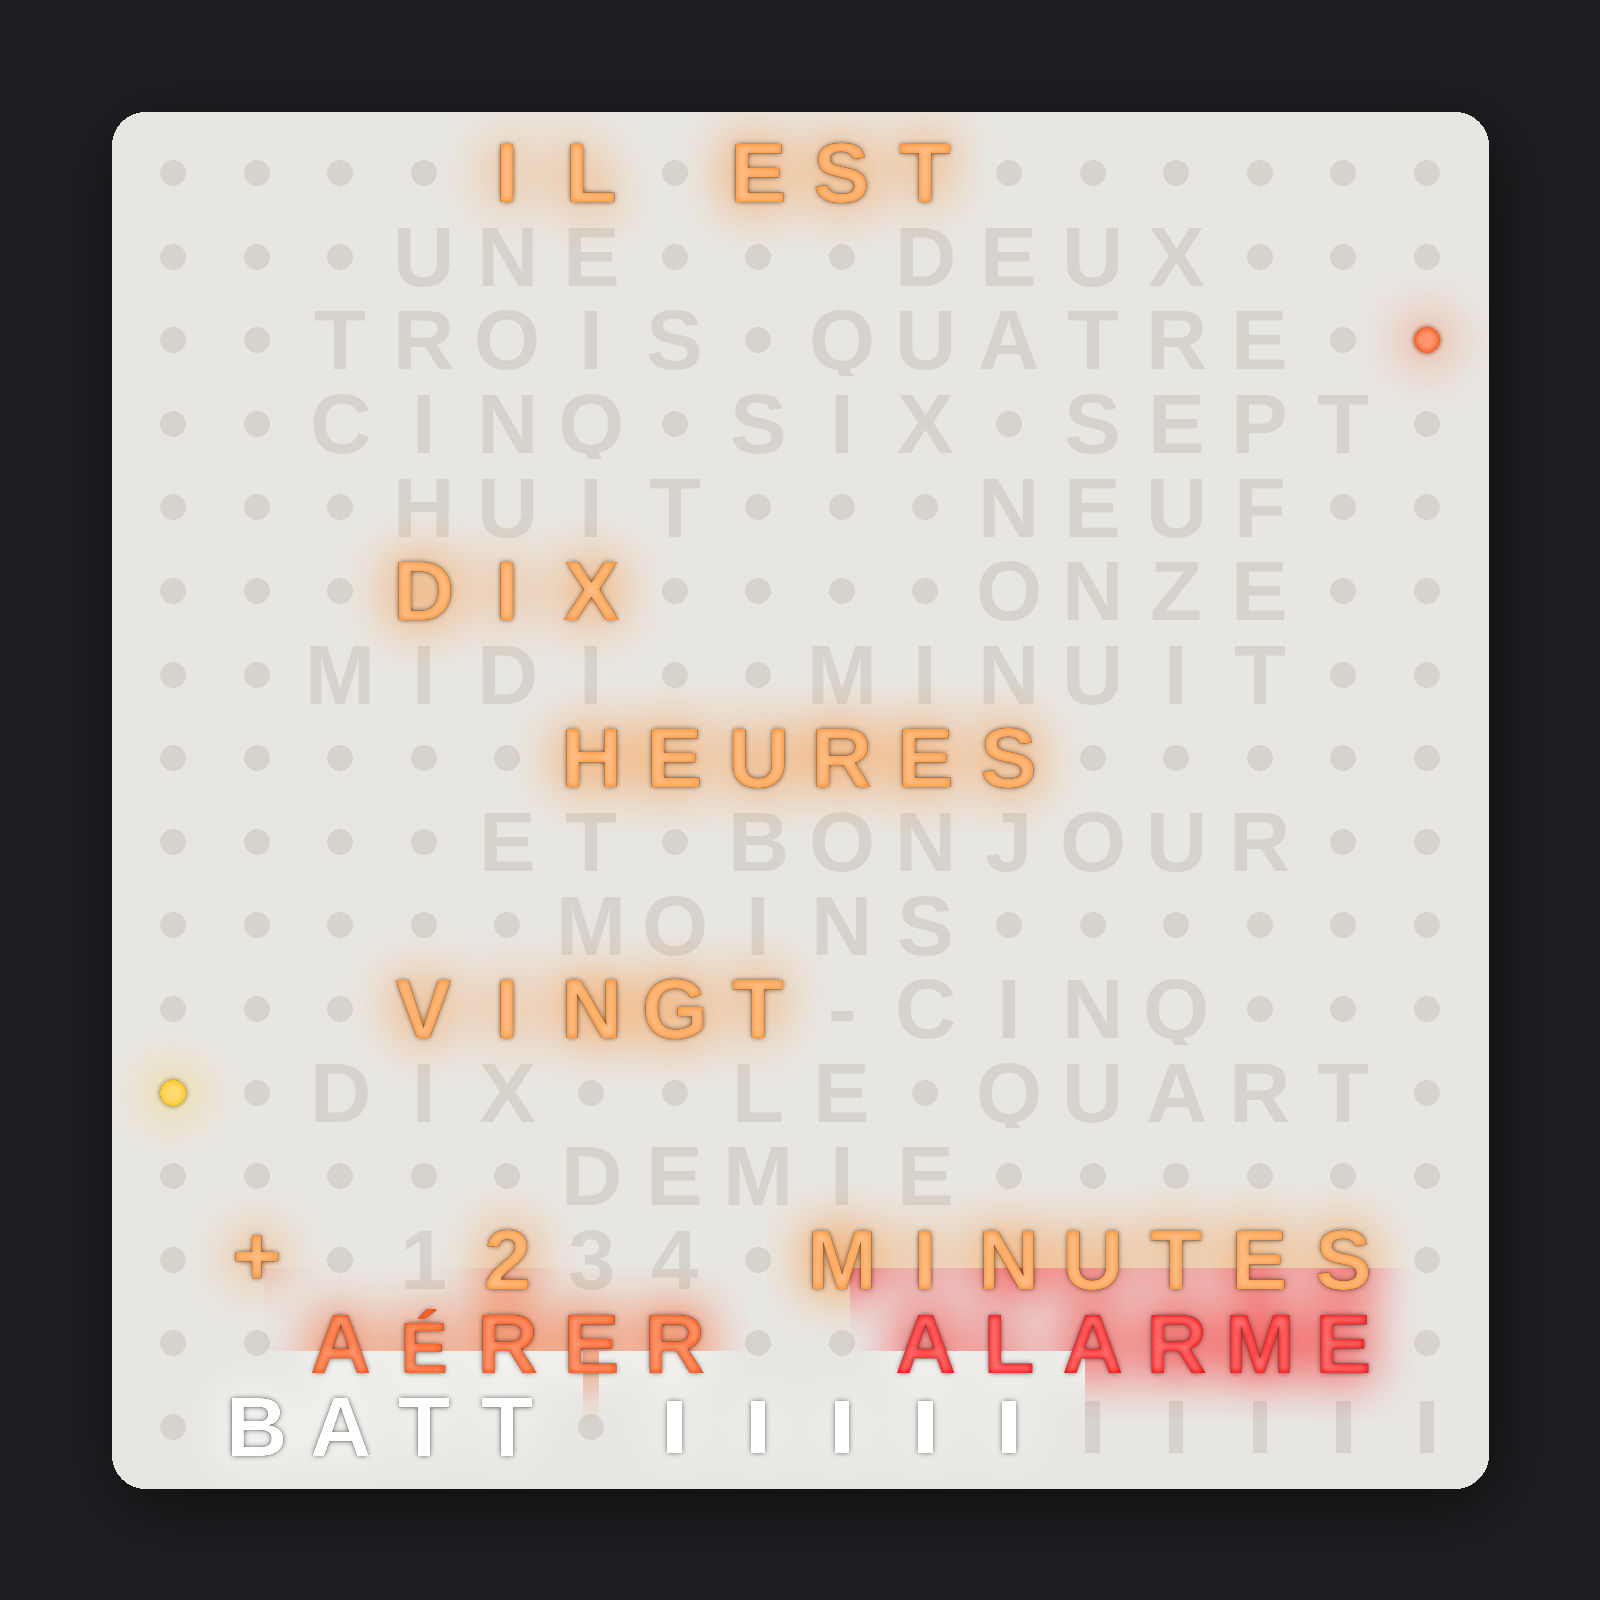 IL EST
UNE DEUX
TROIS QUATRE
CINQ SIX SEPT
HUIT NEUF
DIX ONZE
MIDI MINUIT
HEURES
ET BONJOUR
MOINS
VINGT-CINQ
DIX LE QUART
DEMIE
+ 1 2 3 4 MINUTES
AÉRER ALARME
BATT I I I I I I I I I I